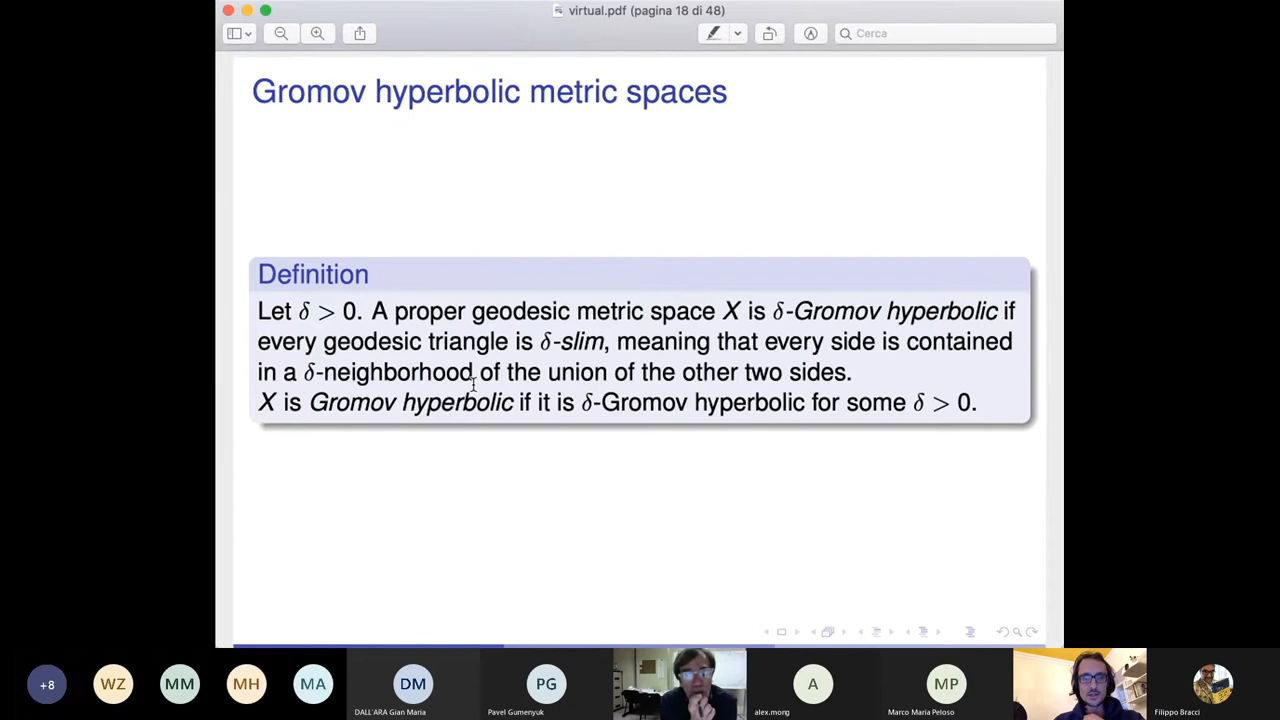 virtual.pdf (pagina 18 di 48)
Cerca
Gromov hyperbolic metric spaces
Definition
Let δ > 0. A proper geodesic metric space X is δ-Gromov hyperbolic if
every geodesic triangle is δ-slim, meaning that every side is contained
in a δ-neighborhood of the union of the other two sides.
X is Gromov hyperbolic if it is δ-Gromov hyperbolic for some δ > 0.
+8
WZ
MM
MH
MA
DM
DALL'ARA Gian Maria
PG
Pavel Gumenyuk
A
alex.mong
MP
Marco Maria Peloso
Filippo Bracci